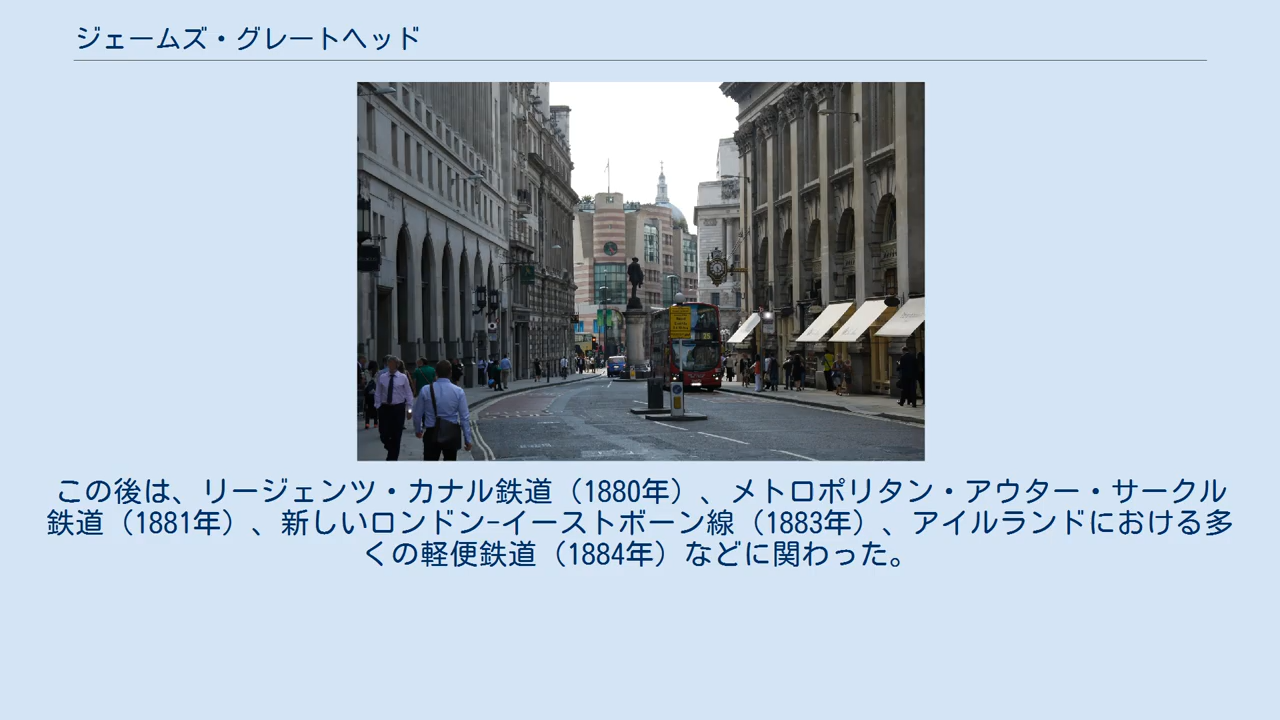 ジェームズ・グレートヘッド
この後は、リージェンツ・カナル鉄道（1880年）、メトロポリタン・アウター・サークル
鉄道（1881年）、新しいロンドン-イーストボーン線（1883年）、アイルランドにおける多
くの軽便鉄道（1884年）などに関わった。